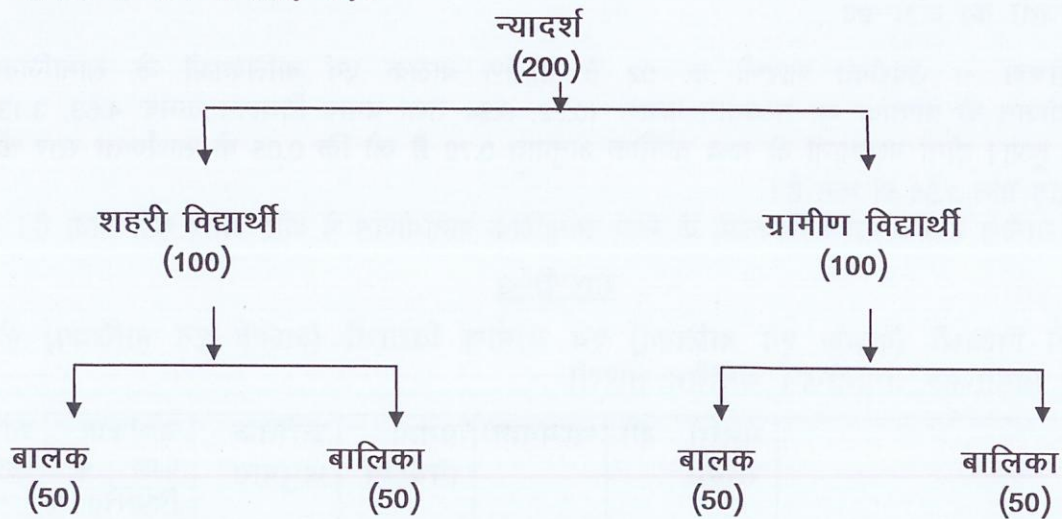 न्यादर्श
(200)
शहरी विद्यार्थी
(100)
ग्रामीण विद्यार्थी
(100)
बालक
(50)
बालिका
(50)
बालक
(50)
बालिका
(50)